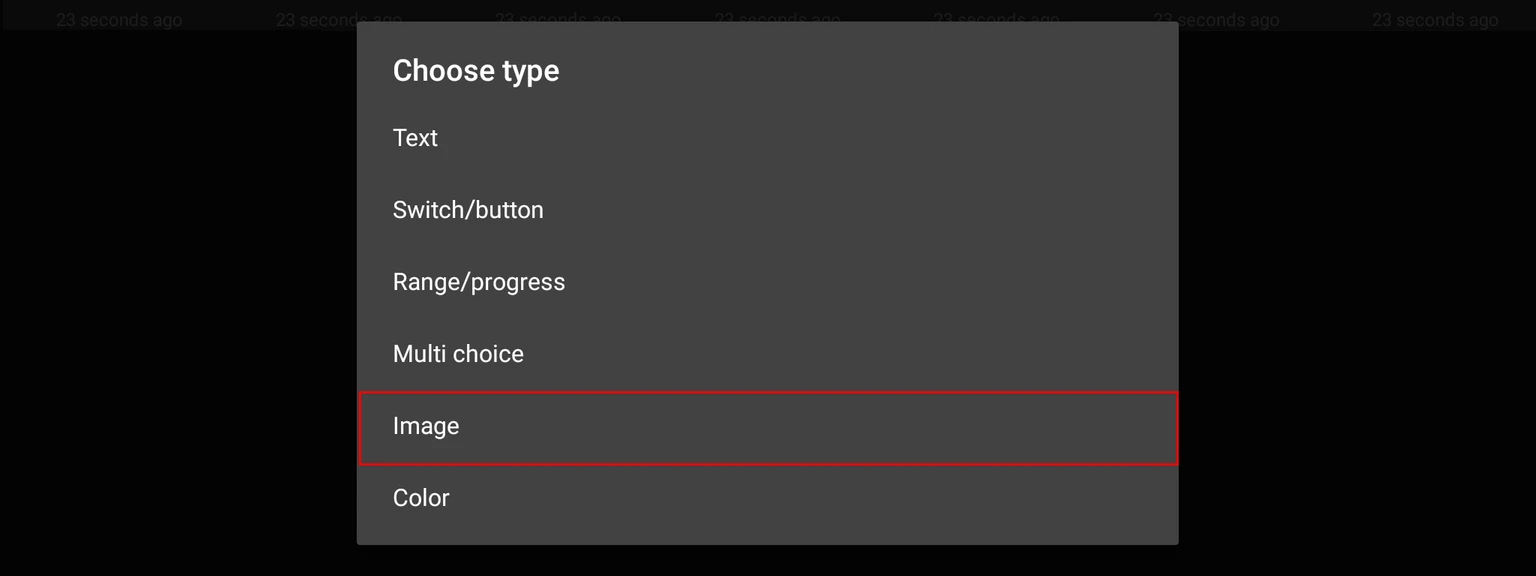 23 seconds ago 23 seconds ago 23 seconds ago 23 seconds ago 23 seconds ago 23 seconds ago 23 seconds ago
Choose type
Text
Switch/button
Range/progress
Multi choice
Image
Color